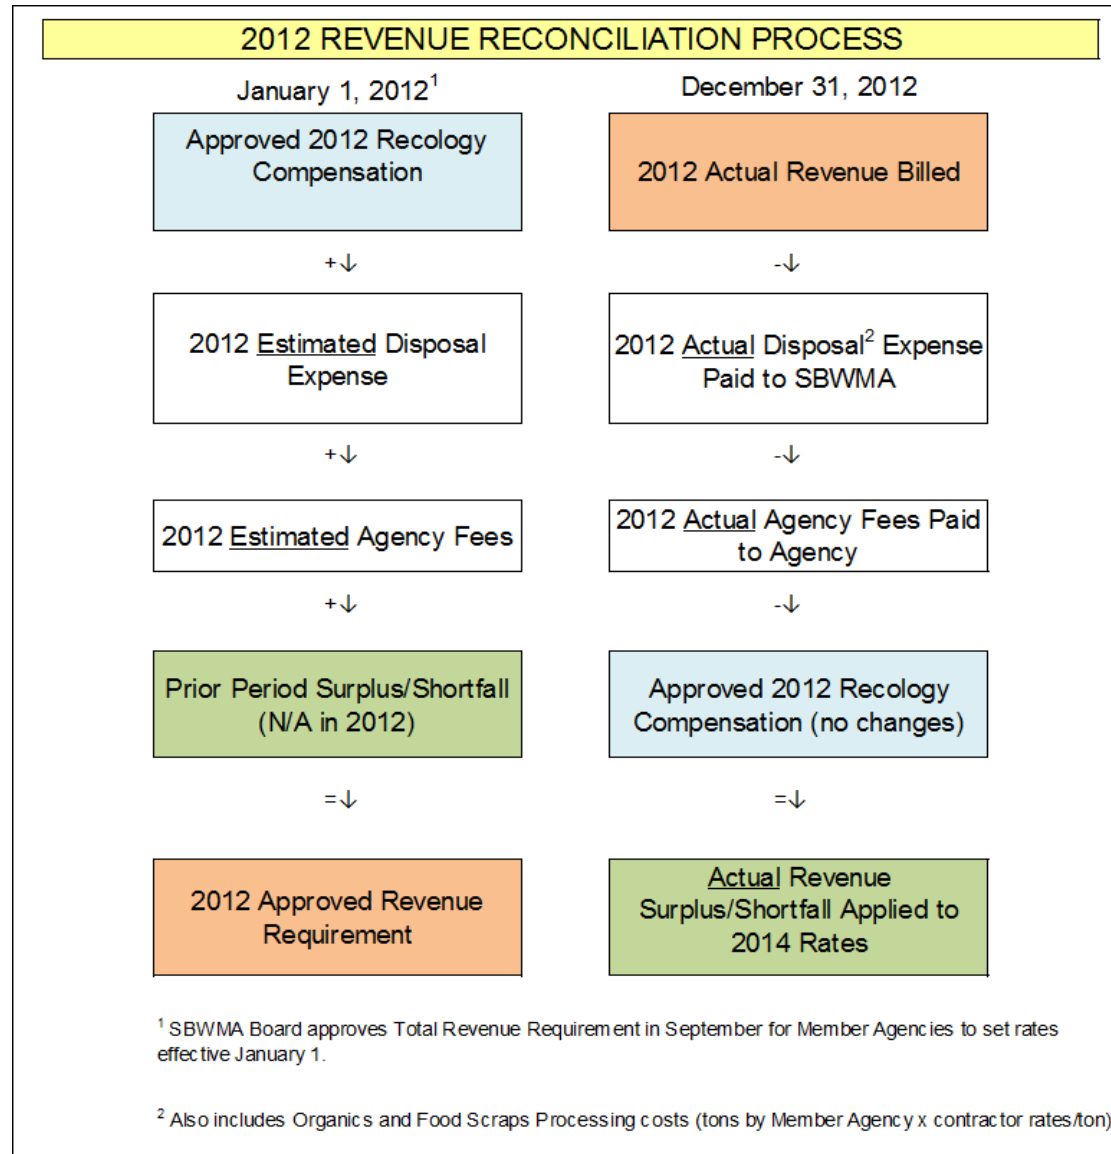 2012 REVENUE RECONCILIATION PROCESS
January 1, 2012¹
Approved 2012 Recology
Compensation
+↓
2012 Estimated Disposal
Expense
+↓
2012 Estimated Agency Fees
+↓
Prior Period Surplus/Shortfall
(N/A in 2012)
=↓
2012 Approved Revenue
Requirement
December 31, 2012
2012 Actual Revenue Billed
-↓
2012 Actual Disposal² Expense
Paid to SBWMA
-↓
2012 Actual Agency Fees Paid
to Agency
-↓
Approved 2012 Recology
Compensation (no changes)
=↓
Actual Revenue
Surplus/Shortfall Applied to
2014 Rates
¹ SBWMA Board approves Total Revenue Requirement in September for Member Agencies to set rates
effective January 1.
² Also includes Organics and Food Scraps Processing costs (tons by Member Agency x contractor rates/ton)